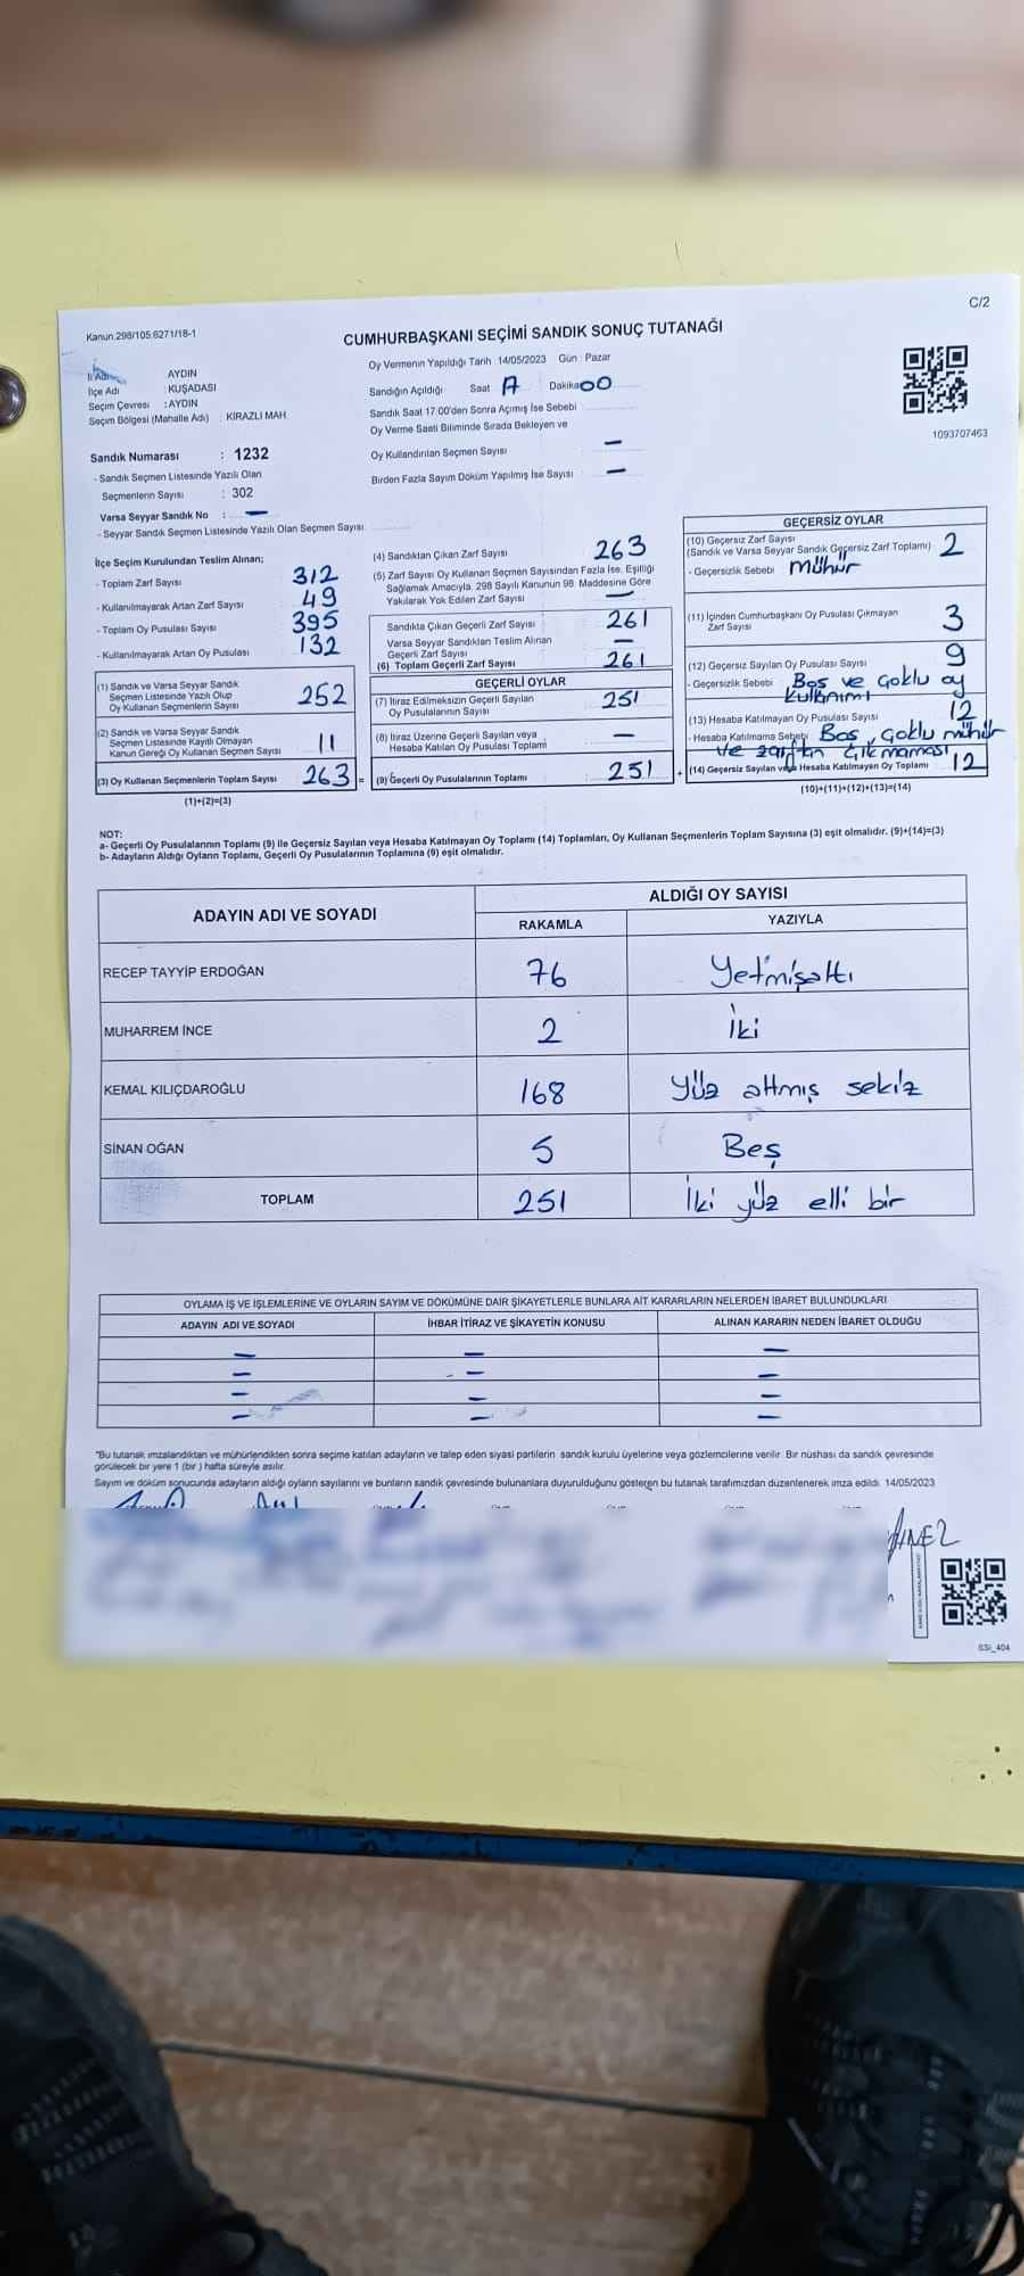 C/2
Kanun.298/105.6271/18-1
CUMHURBAŞKANI SEÇİMİ SANDIK SONUÇ TUTANAĞI
İl Adı AYDIN
İlçe Adı : KUŞADASI
Seçim Çevresi : AYDIN
Seçim Bölgesi (Mahalle Adı) : KİRAZLI MAH.
Sandık Numarası : 1232
- Sandık Seçmen Listesinde Yazılı Olan
Seçmenlerin Sayısı : 302
Varsa Seyyar Sandık No : –
- Seyyar Sandık Seçmen Listesinde Yazılı Olan Seçmen Sayısı
Oy Vermenin Yapıldığı Tarih 14/05/2023 Gün : Pazar
Sandığın Açıldığı Saat 17 Dakika 00
Sandık Saat 17.00'den Sonra Açımış İse Sebebi
Oy Verme Saati Bitiminde Sırada Bekleyen ve
Oy Kullandırılan Seçmen Sayısı –
Birden Fazla Sayım Döküm Yapılmış İse Sayısı –
1093707463
İlçe Seçim Kurulundan Teslim Alınan;
- Toplam Zarf Sayısı 312
- Kullanılmayarak Artan Zarf Sayısı 49
- Toplam Oy Pusulası Sayısı 395
- Kullanılmayarak Artan Oy Pusulası 132
(1) Sandık ve Varsa Seyyar Sandık
Seçmen Listesinde Yazılı Olup
Oy Kullanan Seçmenlerin Sayısı 252
(2) Sandık ve Varsa Seyyar Sandık
Seçmen Listesinde Kayıtlı Olmayan
Kanun Gereği Oy Kullanan Seçmen Sayısı 11
(3) Oy Kullanan Seçmenlerin Toplam Sayısı 263 =
(1)+(2)=(3)
(4) Sandıktan Çıkan Zarf Sayısı 263
(5) Zarf Sayısı Oy Kullanan Seçmen Sayısından Fazla İse, Eşitliği
Sağlamak Amacıyla, 298 Sayılı Kanunun 98. Maddesine Göre
Yakılarak Yok Edilen Zarf Sayısı –
Sandıkta Çıkan Geçerli Zarf Sayısı 261
Varsa Seyyar Sandıktan Teslim Alınan
Geçerli Zarf Sayısı –
(6) Toplam Geçerli Zarf Sayısı 261
GEÇERLİ OYLAR
(7) İtiraz Edilmeksizin Geçerli Sayılan
Oy Pusulalarının Sayısı 251
(8) İtiraz Üzerine Geçerli Sayılan veya
Hesaba Katılan Oy Pusulası Toplamı –
(9) Geçerli Oy Pusulalarının Toplamı 251 +
GEÇERSİZ OYLAR
(10) Geçersiz Zarf Sayısı
(Sandık ve Varsa Seyyar Sandık Geçersiz Zarf Toplamı) 2
- Geçersizlik Sebebi mühür
(11) İçinden Cumhurbaşkanı Oy Pusulası Çıkmayan
Zarf Sayısı 3
(12) Geçersiz Sayılan Oy Pusulası Sayısı 9
- Geçersizlik Sebebi Boş ve Çoklu oy
kullanımı
(13) Hesaba Katılmayan Oy Pusulası Sayısı 12
- Hesaba Katılmama Sebebi Boş, Çoklu mühür
ve zarftan çıkmaması
(14) Geçersiz Sayılan veya Hesaba Katılmayan Oy Toplamı 12
(10)+(11)+(12)+(13)=(14)
NOT:
a- Geçerli Oy Pusulalarının Toplamı (9) ile Geçersiz Sayılan veya Hesaba Katılmayan Oy Toplamı (14) Toplamları, Oy Kullanan Seçmenlerin Toplam Sayısına (3) eşit olmalıdır. (9)+(14)=(3)
b- Adayların Aldığı Oyların Toplamı, Geçerli Oy Pusulalarının Toplamına (9) eşit olmalıdır.
ADAYIN ADI VE SOYADI ALDIĞI OY SAYISI
RAKAMLA YAZIYLA
RECEP TAYYİP ERDOĞAN 76 Yetmişaltı
MUHARREM İNCE 2 İki
KEMAL KILIÇDAROĞLU 168 Yüz altmış sekiz
SİNAN OĞAN 5 Beş
TOPLAM 251 İki yüz elli bir
OYLAMA İŞ VE İŞLEMLERİNE VE OYLARIN SAYIM VE DÖKÜMÜNE DAİR ŞİKAYETLERLE BUNLARA AİT KARARLARIN NELERDEN İBARET BULUNDUKLARI
ADAYIN ADI VE SOYADI İHBAR İTİRAZ VE ŞİKAYETİN KONUSU ALINAN KARARIN NEDEN İBARET OLDUĞU
– – –
– – –
– – –
– – –
*Bu tutanak imzalandıktan ve mühürlendikten sonra seçime katılan adayların ve talep eden siyasi partilerin sandık kurulu üyelerine veya gözlemcilerine verilir. Bir nüshası da sandık çevresinde
görülecek bir yere 1 (bir) hafta süreyle asılır.
Sayım ve döküm sonucunda adayların aldığı oyların sayılarını ve bunların sandık çevresinde bulunanlara duyurulduğunu gösteren bu tutanak tarafımızdan düzenlenerek imza edildi. 14/05/2023
SSİ_404